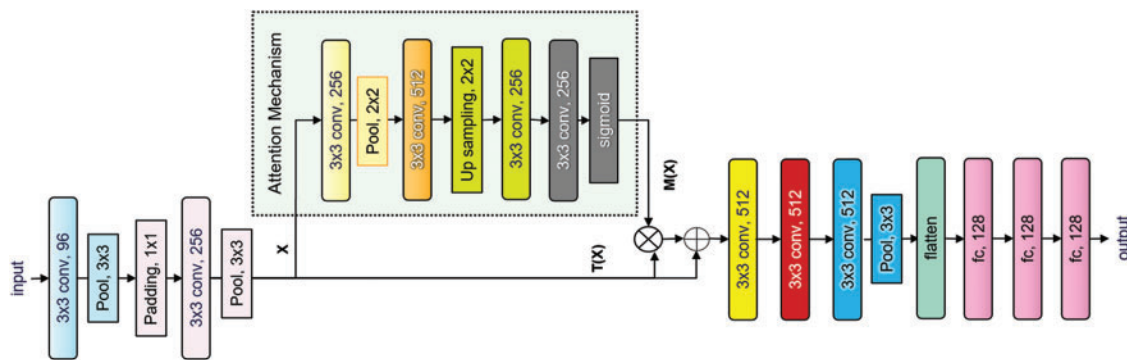 input
3x3 conv, 96
Pool, 3x3
Padding, 1x1
3x3 conv, 256
Pool, 3x3
X
Attention Mechanism
3x3 conv, 256
Pool, 2x2
3x3 conv, 512
Up sampling, 2x2
3x3 conv, 256
3x3 conv, 256
sigmoid
M(X)
T(X)
3x3 conv, 512
3x3 conv, 512
3x3 conv, 512
Pool, 3x3
flatten
fc, 128
fc, 128
fc, 128
output